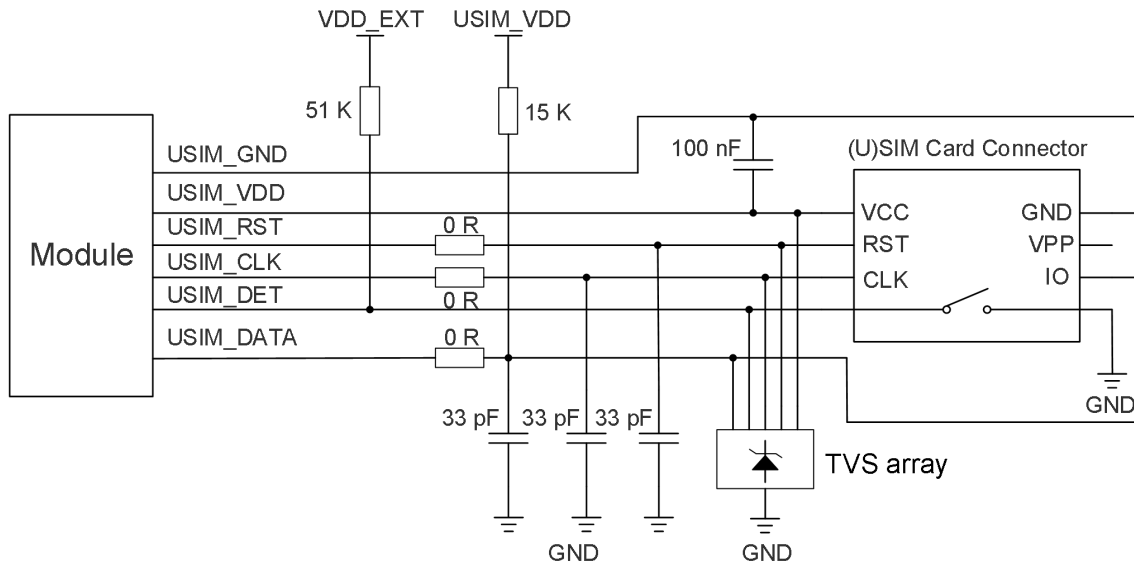 VDD_EXT USIM_VDD
51 K 15 K
USIM_GND 100 nF (U)SIM Card Connector
USIM_VDD VCC GND
USIM_RST 0 R RST VPP
Module
USIM_CLK CLK IO
USIM_DET 0 R
USIM_DATA 0 R
GND
33 pF 33 pF 33 pF
TVS array
GND GND